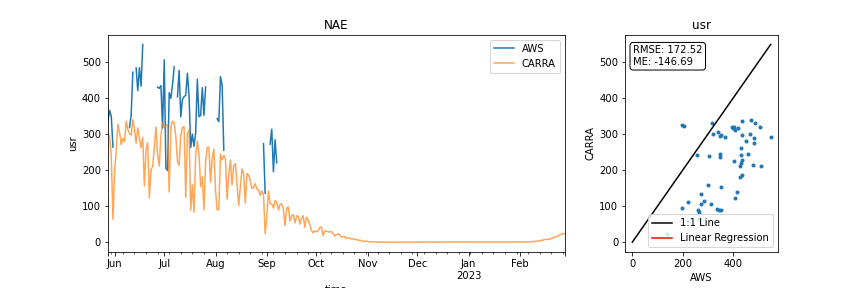 NAE
usr
500
400
300
200
100
0
usr
AWS
CARRA
Jun
Jul
Aug
Sep
Oct
Nov
Dec
Jan
2023
Feb
usr
RMSE: 172.52
ME: -146.69
500
400
300
200
100
0
CARRA
1:1 Line
Linear Regression
0
200
400
AWS